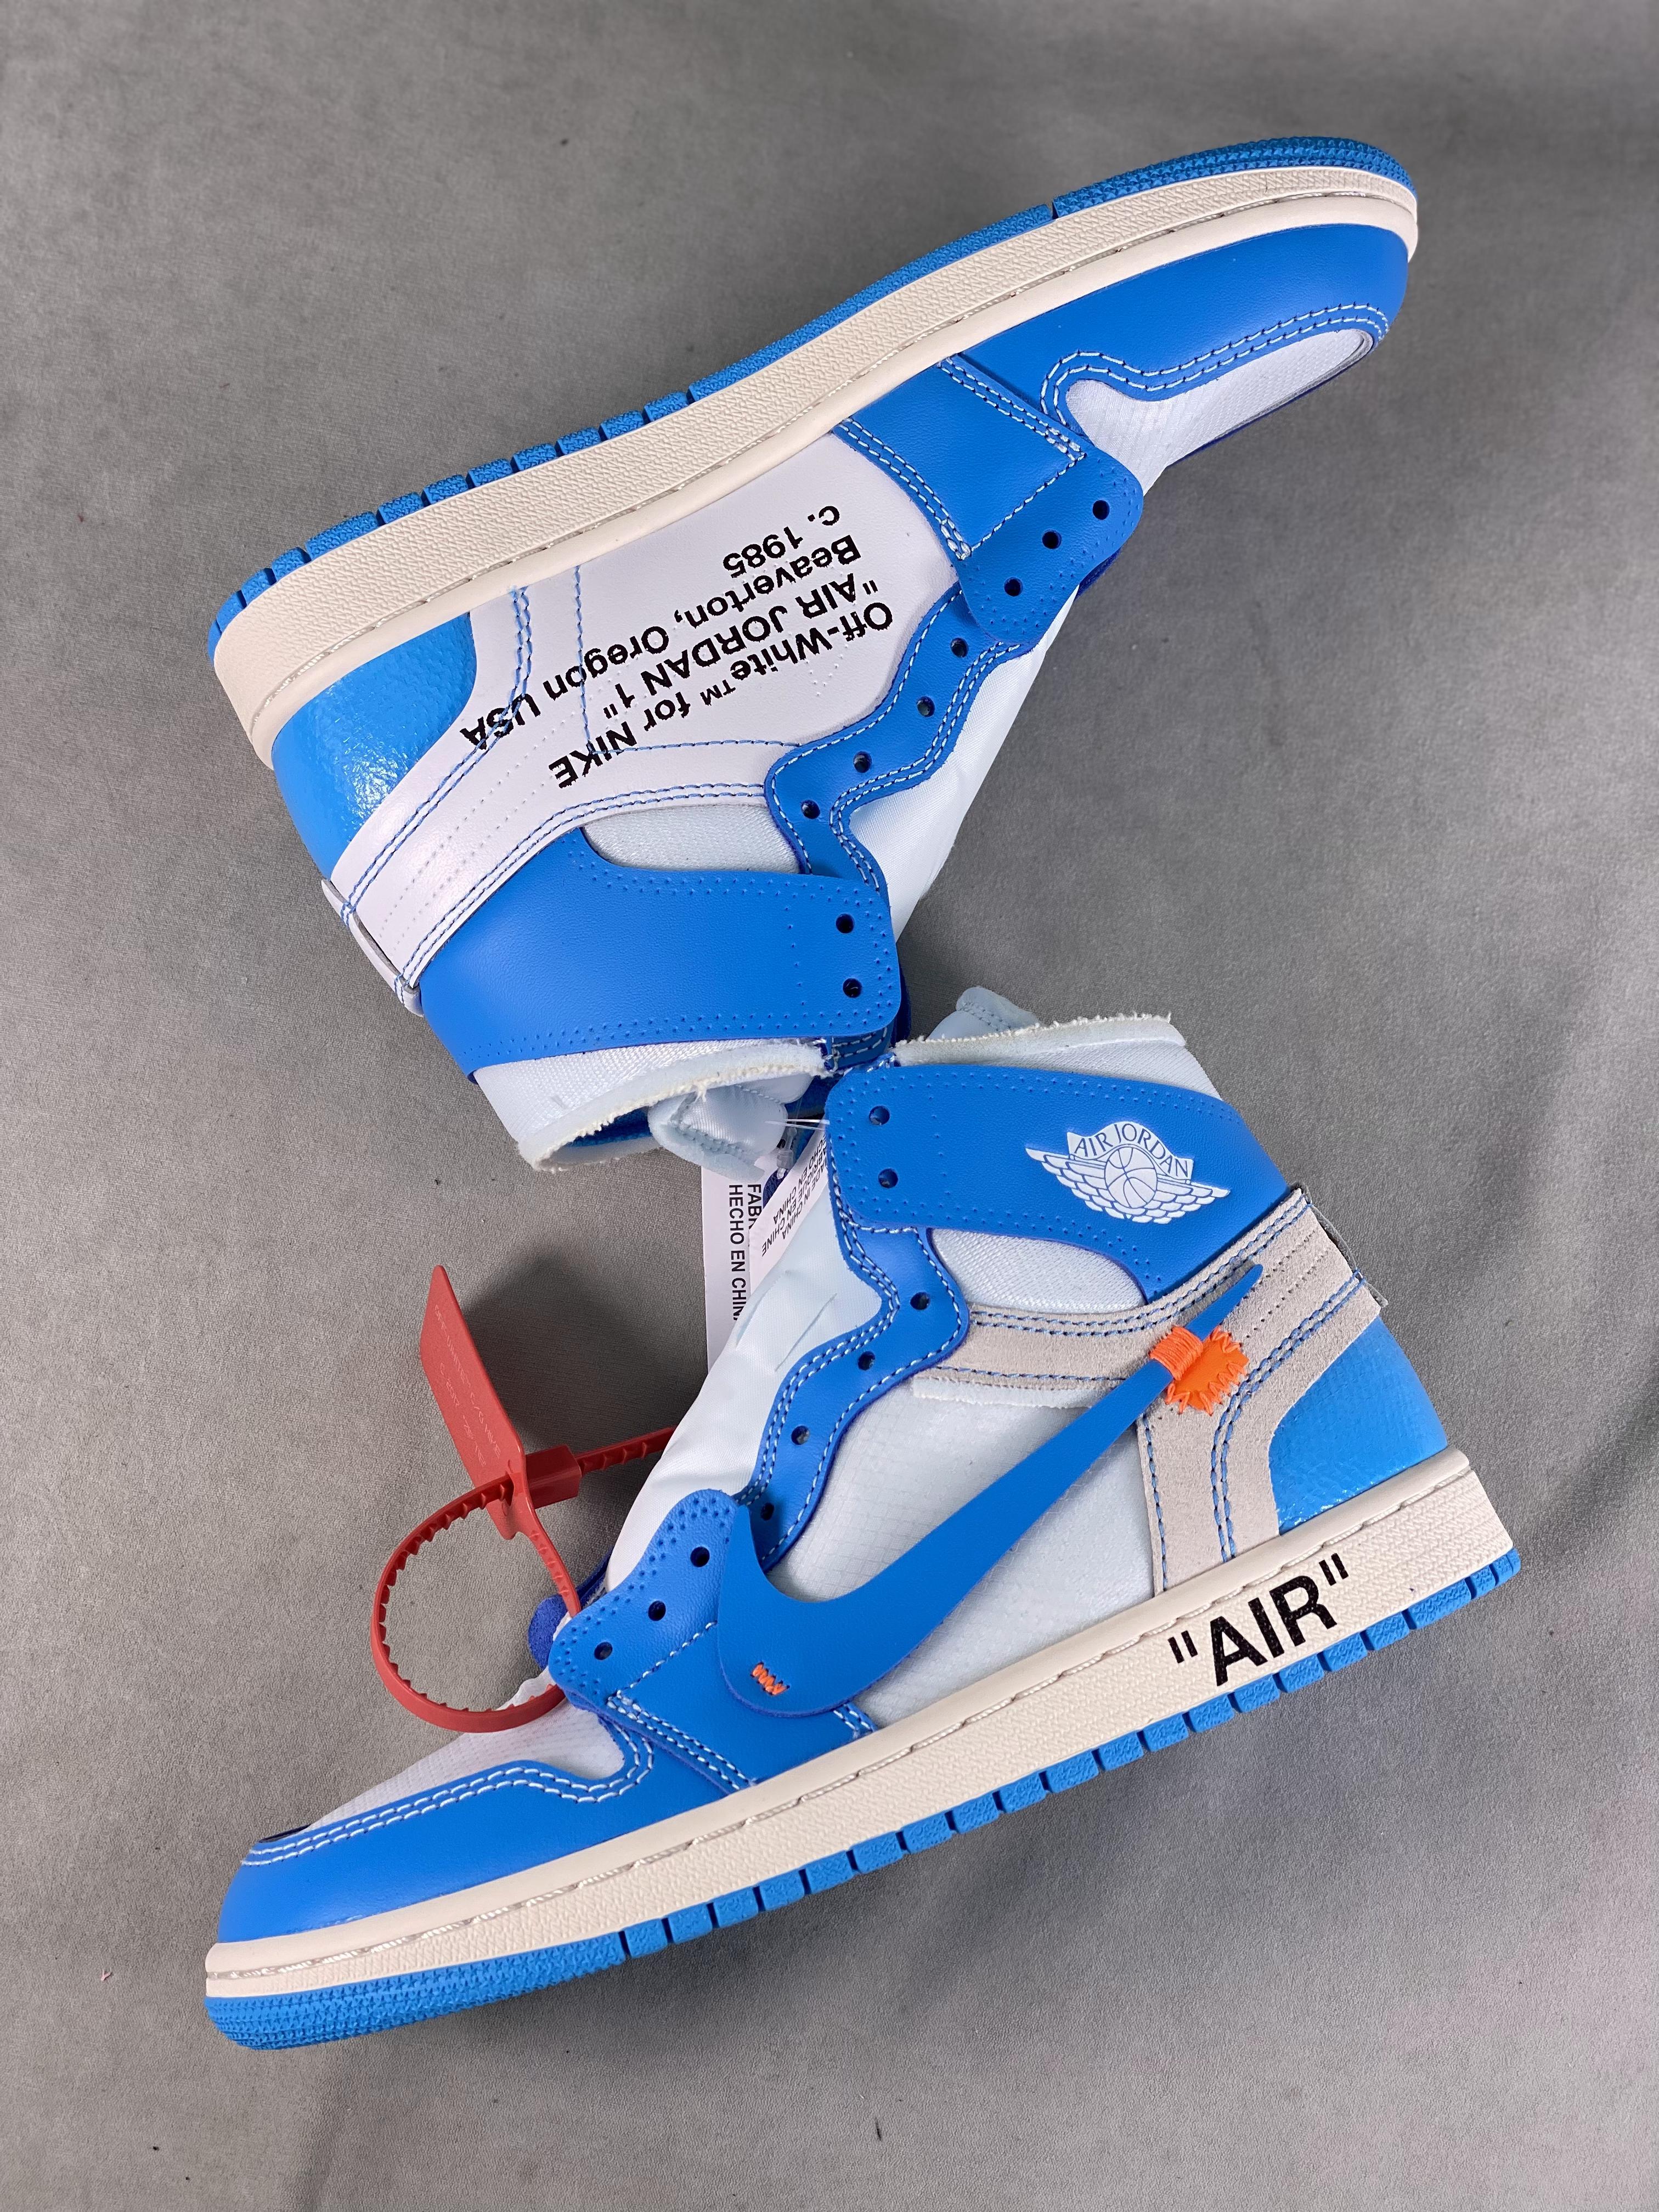 Off-White™ for NIKE
"AIR JORDAN 1"
Beaverton, Oregon USA
c. 1985
AIR JORDAN
HECHO EN CHINA
"AIR"